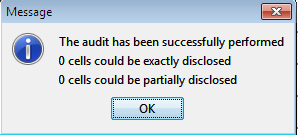 Message
The audit has been successfully performed
0 cells could be exactly disclosed
0 cells could be partially disclosed
OK